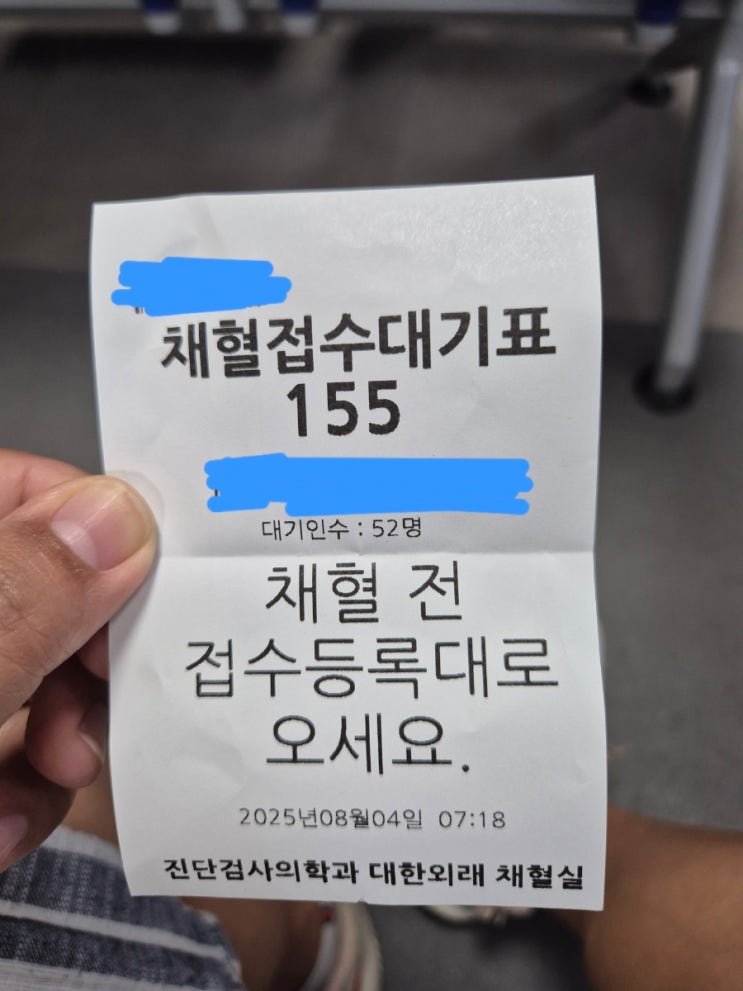 채혈접수대기표
155
대기인수 : 52명
채혈 전
접수등록대로
오세요.
2025년08월04일 07:18
진단검사의학과 대한외래 채혈실